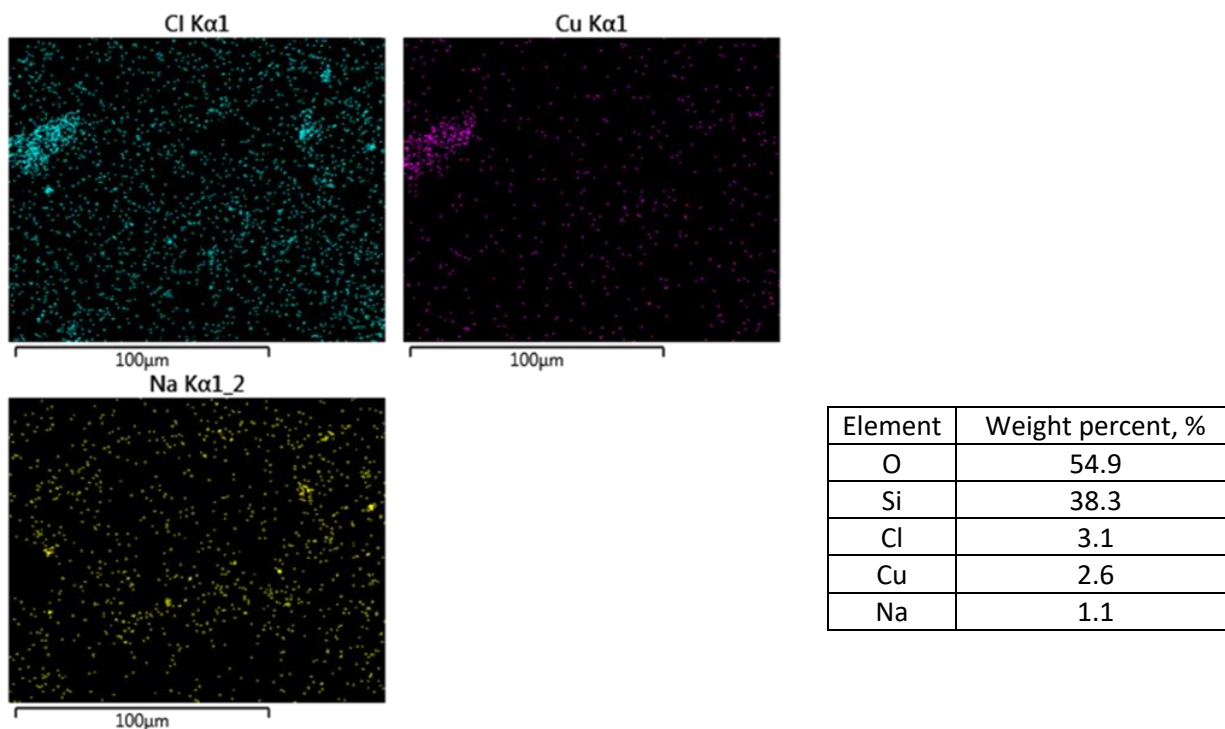 Cl Kα1
Cu Kα1
100µm
100µm
Na Kα1_2
100µm
Element Weight percent, %
O 54.9
Si 38.3
Cl 3.1
Cu 2.6
Na 1.1